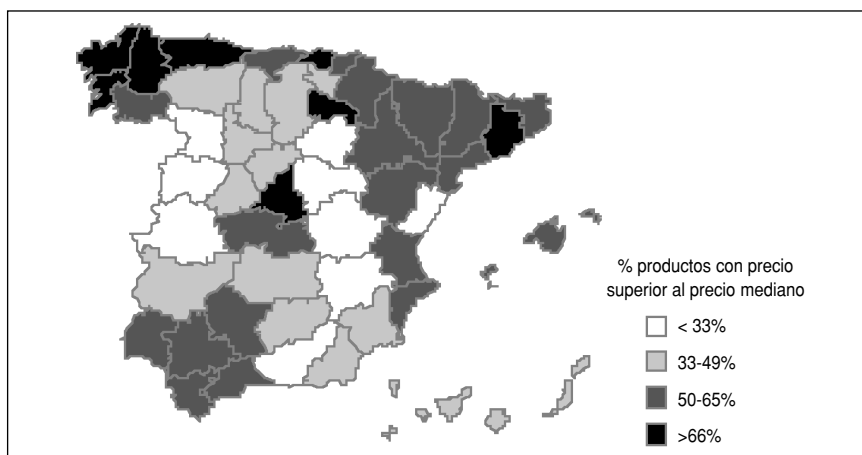 % productos con precio
superior al precio mediano
< 33%
33-49%
50-65%
>66%